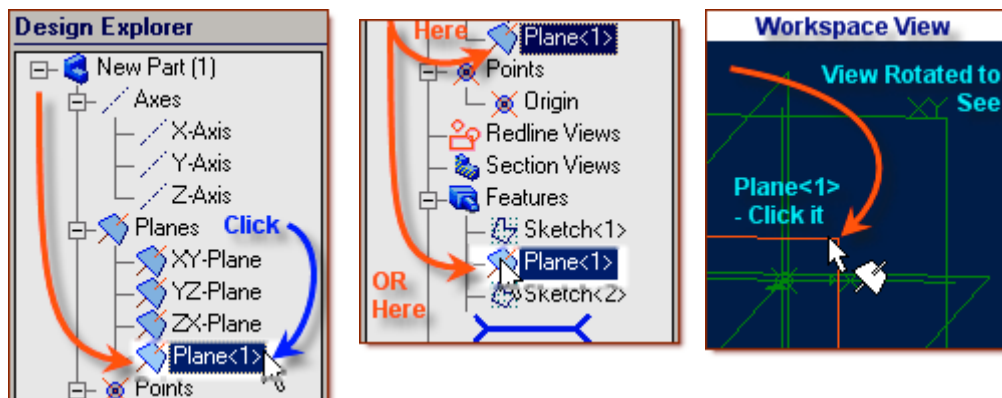 Design Explorer
New Part (1)
Axes
X-Axis
Y-Axis
Z-Axis
Planes
Click
XY-Plane
YZ-Plane
ZX-Plane
Plane<1>
Points
Here
Plane<1>
Points
Origin
Redline Views
Section Views
Features
Sketch<1>
Plane<1>
OR
Here
Sketch<2>
Workspace View
View Rotated to
See
XY
Plane<1>
- Click it